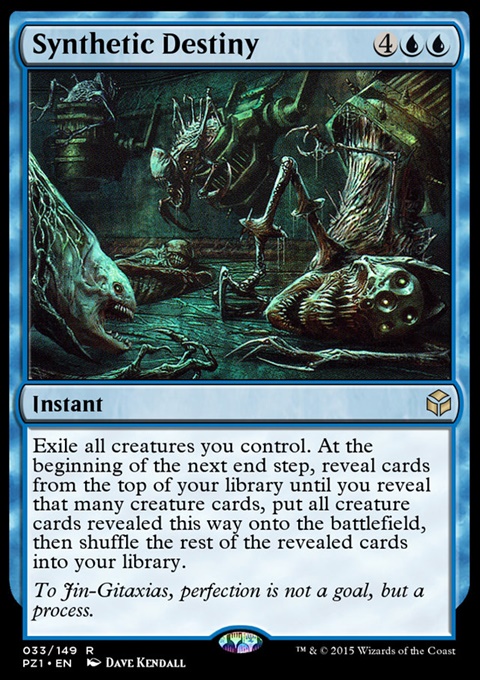 Synthetic Destiny 4
Instant
Exile all creatures you control. At the
beginning of the next end step, reveal cards
from the top of your library until you reveal
that many creature cards, put all creature
cards revealed this way onto the battlefield,
then shuffle the rest of the revealed cards
into your library.
To Jin-Gitaxias, perfection is not a goal, but a
process.
033/149 R
PZ1 • EN DAVE KENDALL
™ & © 2015 Wizards of the Coast